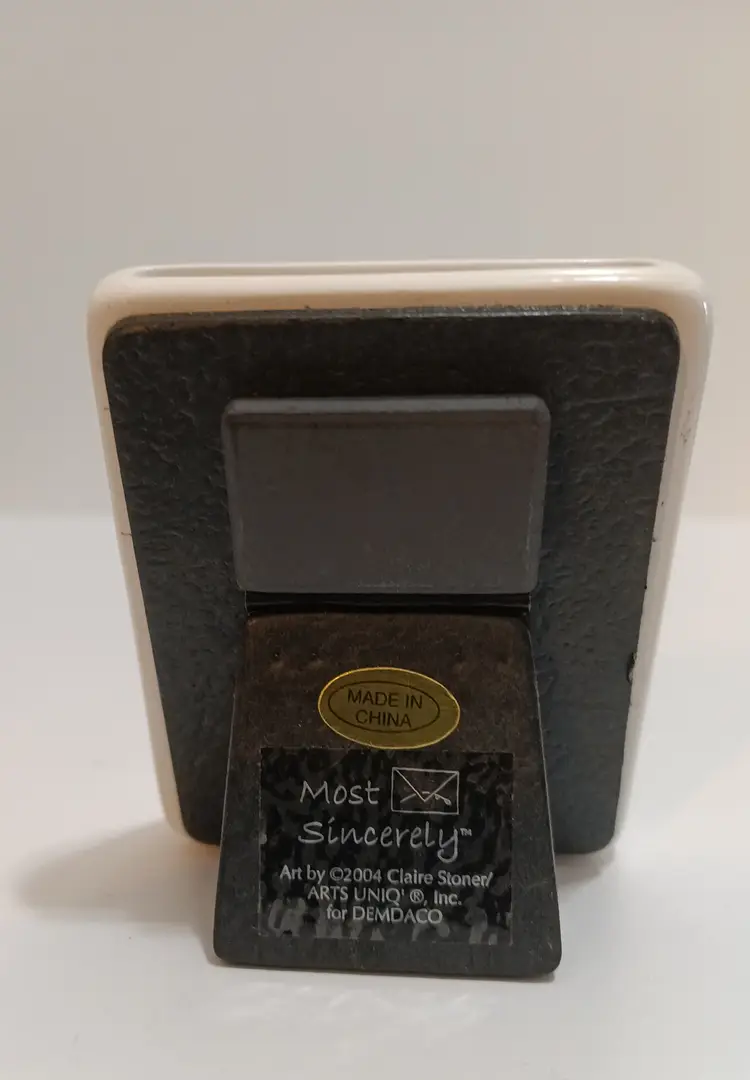 MADE IN
CHINA
Most
Sincerely™
Art by ©2004 Claire Stoner/
ARTS UNIQ' ®, Inc.
for DEMDACO